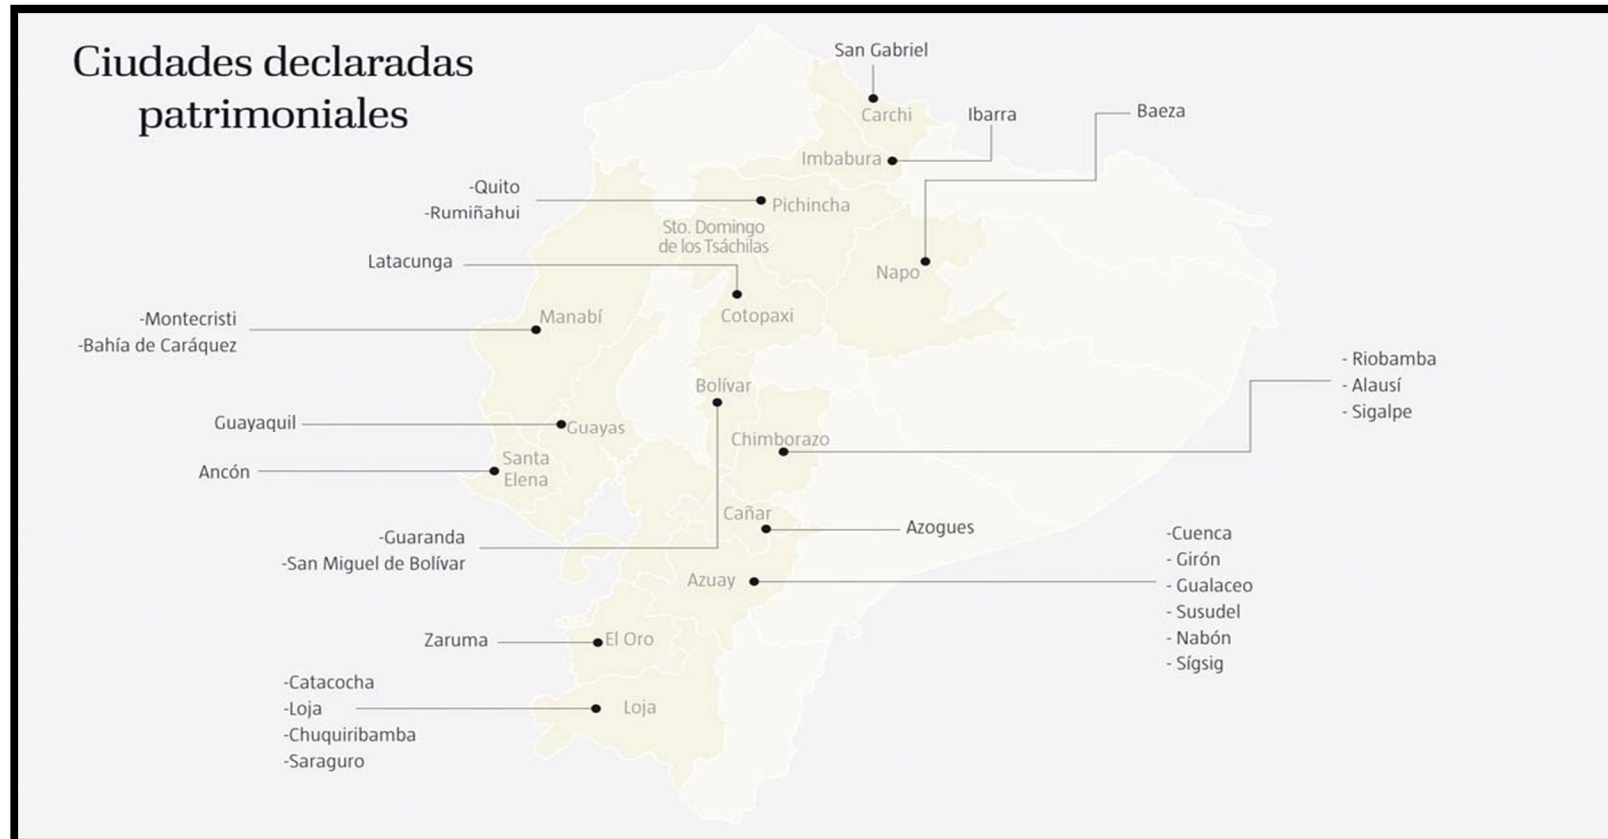 Ciudades declaradas
patrimoniales
San Gabriel
Carchi
Ibarra
Baeza
Imbabura
-Quito
-Rumiñahui
Pichincha
Sto. Domingo
de los Tsáchilas
Latacunga
Napo
Cotopaxi
-Montecristi
-Bahía de Caráquez
Manabí
- Riobamba
- Alausí
- Sigalpe
Bolívar
Guayaquil
Guayas
Chimborazo
Ancón
Santa
Elena
Cañar
Azogues
-Guaranda
-San Miguel de Bolívar
Azuay
-Cuenca
- Girón
- Gualaceo
- Susudel
- Nabón
- Sígsig
Zaruma
El Oro
-Catacocha
-Loja
-Chuquiribamba
-Saraguro
Loja